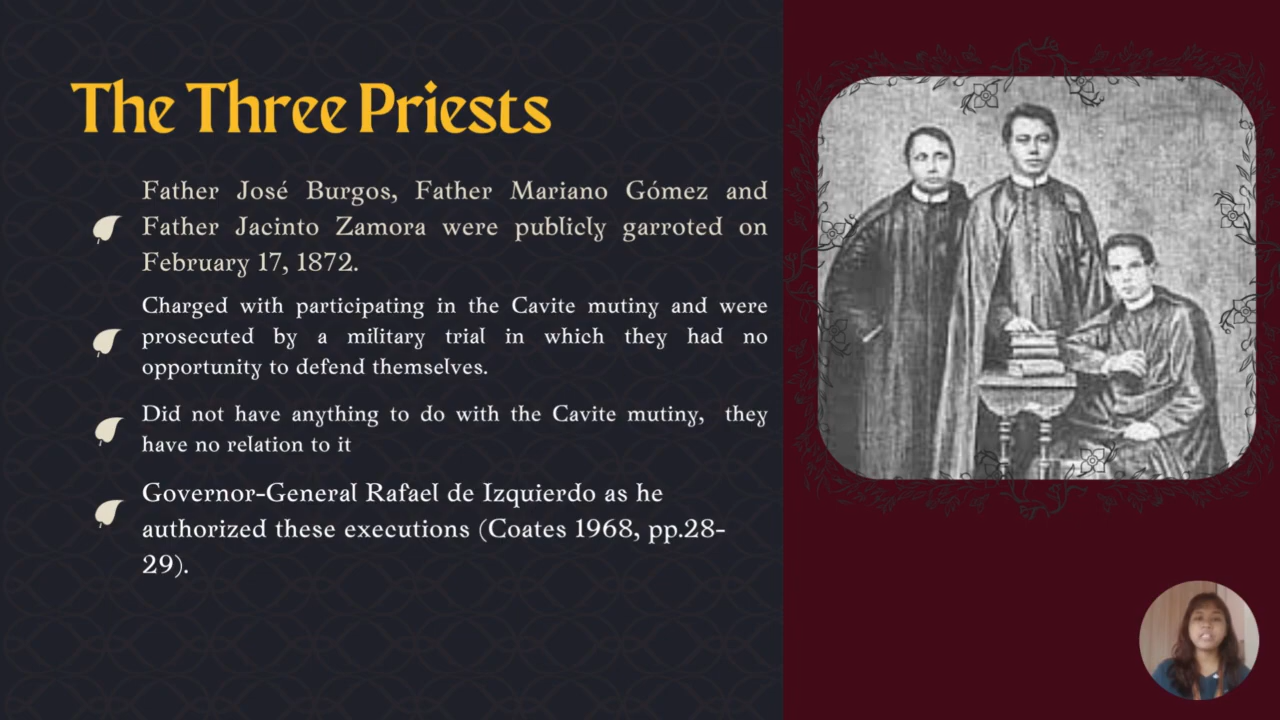 The Three Priests
Father José Burgos, Father Mariano Gómez and
Father Jacinto Zamora were publicly garroted on
February 17, 1872.
Charged with participating in the Cavite mutiny and were
prosecuted by a military trial in which they had no
opportunity to defend themselves.
Did not have anything to do with the Cavite mutiny, they
have no relation to it
Governor-General Rafael de Izquierdo as he
authorized these executions (Coates 1968, pp.28-
29).